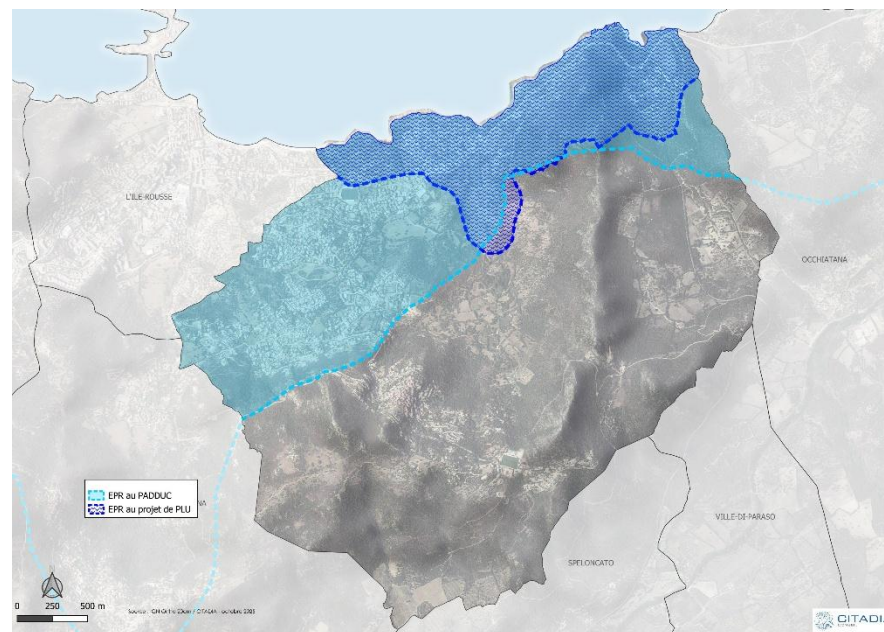 L'ILE-ROUSSE
OCCHIATANA
EPR au PADDUC
EPR au projet de PLU
NA
VILLE-DI-PARASO
SPELONCATO
0 250 500 m
CITADIA